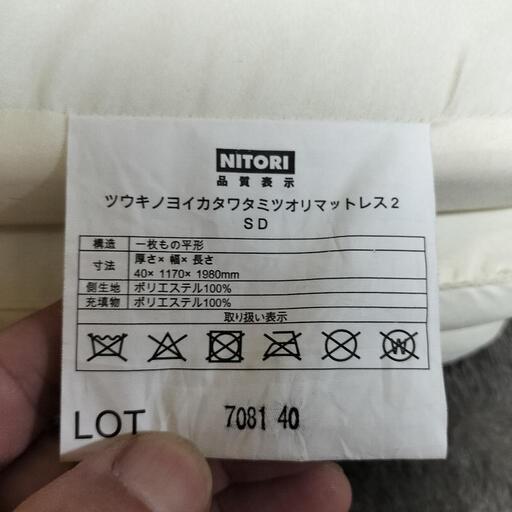 NITORI
品質表示
ツウキノヨイカタワタミツオリマットレス2
SD
構造 一枚もの平形
寸法 厚さ×幅×長さ
40×1170×1980mm
側生地 ポリエステル100%
充填物 ポリエステル100%
取り扱い表示
W
LOT 7081 40